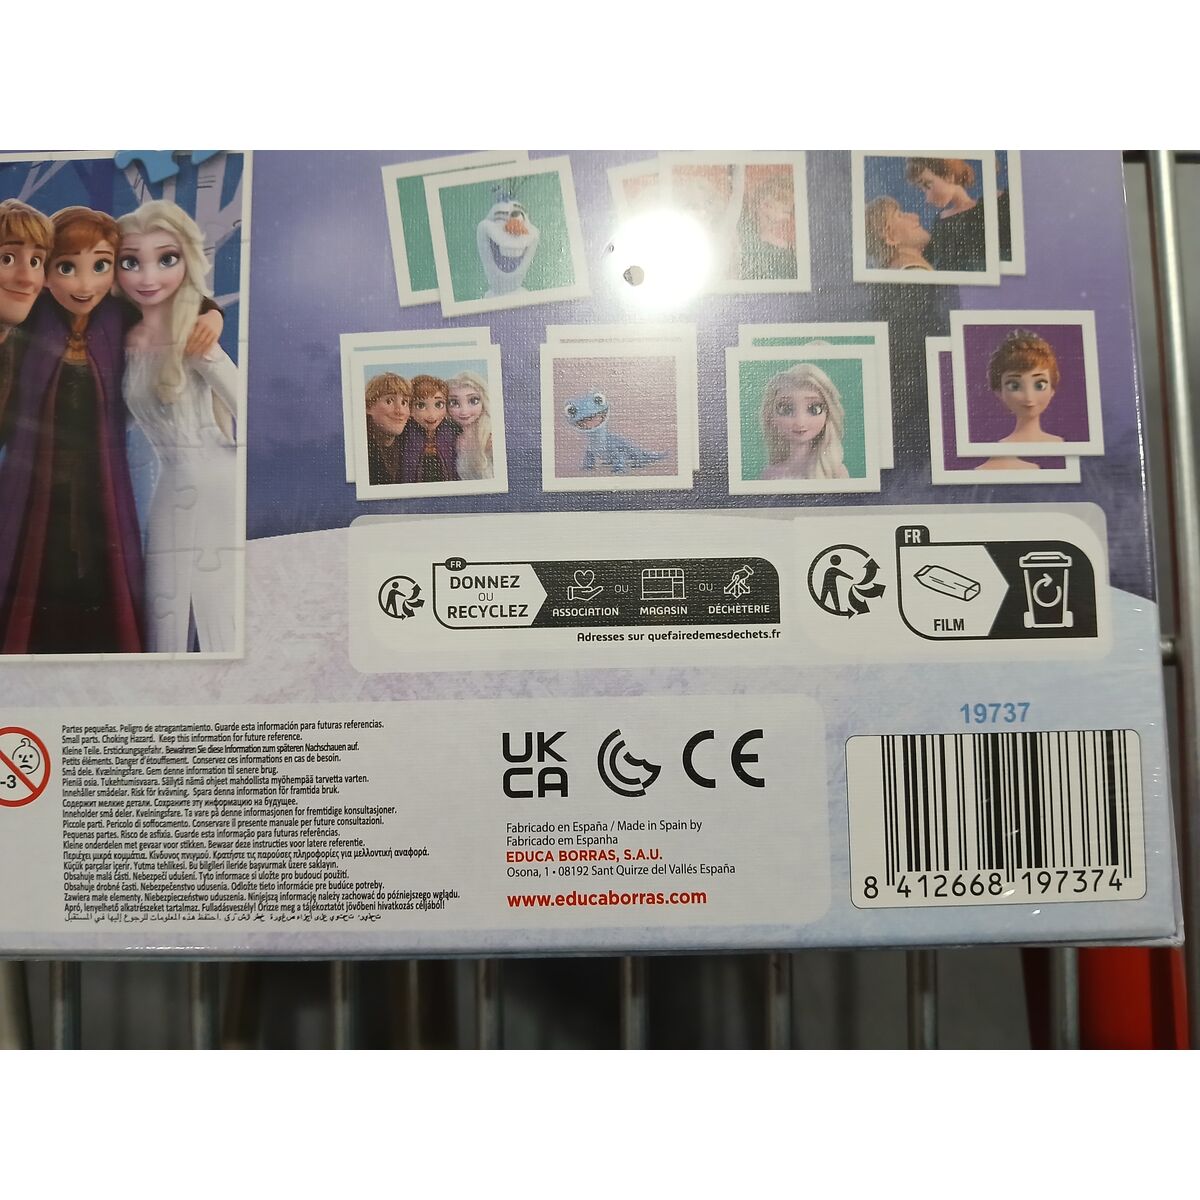 FR
DONNEZ
OU
RECYCLEZ
ASSOCIATION
OU
MAGASIN
OU
DÉCHÈTERIE
Adresses sur quefairedemesdechets.fr
FR
FILM
19737
-3
Partes pequeñas. Peligro de atragantamiento. Guarde esta información para futuras referencias.
Small parts. Choking Hazard. Keep this information for future reference.
Kleine Teile. Erstickungsgefahr. Bewahren Sie diese Information zum späteren Nachschauen auf.
Petits éléments. Danger d'étouffement. Conservez ces informations en cas de besoin.
Små dele. Kvælningsfare. Gem denne information til senere brug.
Pieniä osia. Tukehtumisvaara. Säilytä nämä ohjeet mahdollista myöhempää tarvetta varten.
Innehåller smådelar. Risk för kvävning. Spara denna information för framtida bruk.
Содержит мелкие детали. Сохраните эту информацию на будущее.
Inneholder små deler. Kvelningsfare. Ta vare på denne informasjonen for fremtidige konsultasjoner.
Piccole parti. Pericolo di soffocamento. Conservare il presente manuale per future consultazioni.
Pequenas partes. Risco de asfixia. Guarde esta informação para futuras referências.
Kleine onderdelen met gevaar voor stikken. Bewaar deze instructies voor latere referentie.
Περιέχει μικρά κομμάτια. Κίνδυνος πνιγμού. Κρατήστε τις παρούσες πληροφορίες για μελλοντική αναφορά.
Küçük parçalar içerir. Yutma tehlikesi. Bu bilgileri ileride başvurmak üzere saklayın.
Obsahuje malá části. Nebezpečí udušení. Tyto informace si uložte pro budoucí použití.
Obsahuje drobné časti. Nebezpečenstvo udusenia. Odložte tieto informácie pre budúce potreby.
Zawiera małe elementy. Niebezpieczeństwo uduszenia. Niniejszą informację należy zachować do późniejszego wglądu.
Apró, lenyelhető alkatrészeket tartalmaz. Fulladásveszély! Őrizze meg a tájékoztatót jövőbeni hivatkozás céljából!
UK
CA
CE
Fabricado en España / Made in Spain by
Fabricado em Espanha
EDUCA BORRAS, S.A.U.
Osona, 1 • 08192 Sant Quirze del Vallés España
www.educaborras.com
8 412668 197374